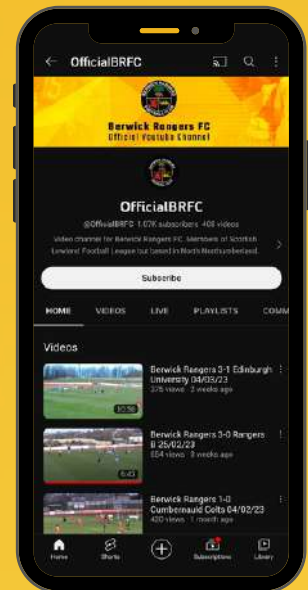 OfficialBRFC
Berwick Rangers FC
Official Youtube Channel
OfficialBRFC
@OfficialBRFC 1.07K subscribers 408 videos
Video channel for Berwick Rangers FC. Members of Scottish
Lowland Football League but based in North Northumberland.
Subscribe
HOME VIDEOS LIVE PLAYLISTS COMM
Videos
Berwick Rangers 3-1 Edinburgh
University 04/03/23
375 views 2 weeks ago
10:56
Berwick Rangers 3-0 Rangers
B 25/02/23
654 views 3 weeks ago
6:43
Berwick Rangers 1-0
Cumbernauld Colts 04/02/23
420 views 1 month ago
Home Shorts Subscriptions Library